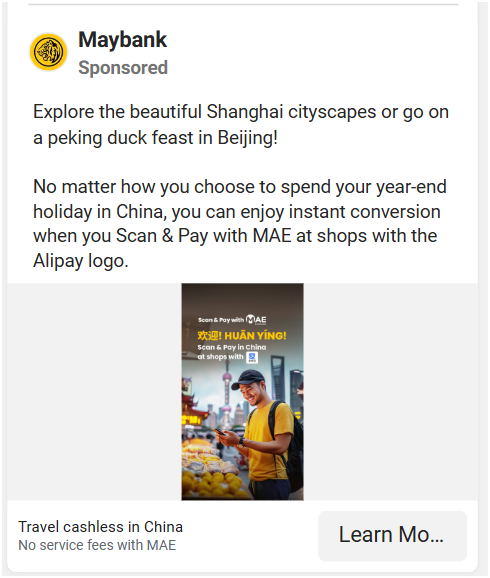 Maybank
Sponsored
Explore the beautiful Shanghai cityscapes or go on
a peking duck feast in Beijing!
No matter how you choose to spend your year-end
holiday in China, you can enjoy instant conversion
when you Scan & Pay with MAE at shops with the
Alipay logo.
Scan & Pay with MAE
欢迎! HUĀN YÍNG!
Scan & Pay in China
at shops with
Travel cashless in China
No service fees with MAE
Learn Mo...